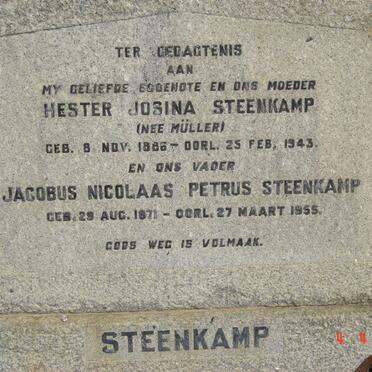 TER GEDAGTENIS
AAN
MY GELIEFDE EGGENOTE EN ONS MOEDER
HESTER JOSINA STEENKAMP
(NEE MÜLLER)
GEB. 8 NOV. 1886 – OORL. 25 FEB, 1943.
EN ONS VADER
JACOBUS NICOLAAS PETRUS STEENKAMP
GEB. 29 AUG. 1871 – OORL. 27 MAART 1955.
GODS WEG IS VOLMAAK.
STEENKAMP